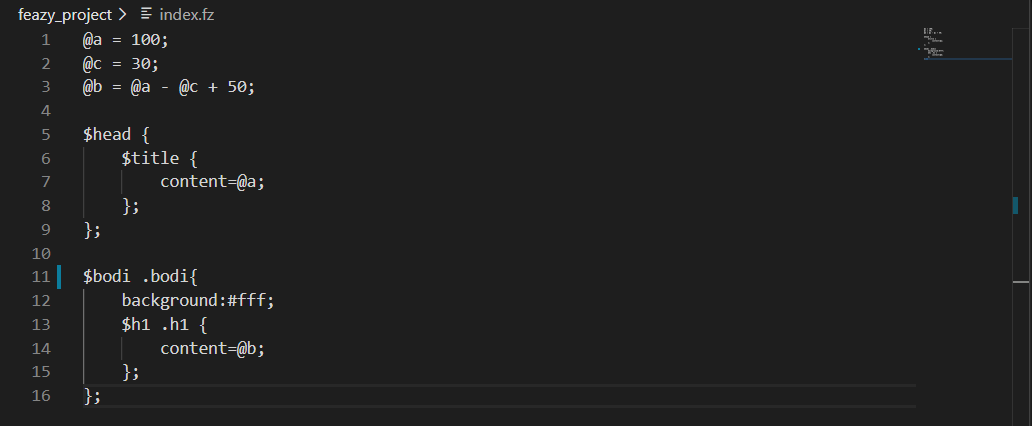 feazy_project > index.fz
1 @a = 100;
2 @c = 30;
3 @b = @a - @c + 50;
4
5 $head {
6     $title {
7         content=@a;
8     };
9 };
10
11 $bodi .bodi{
12     background:#fff;
13     $h1 .h1 {
14         content=@b;
15     };
16 };